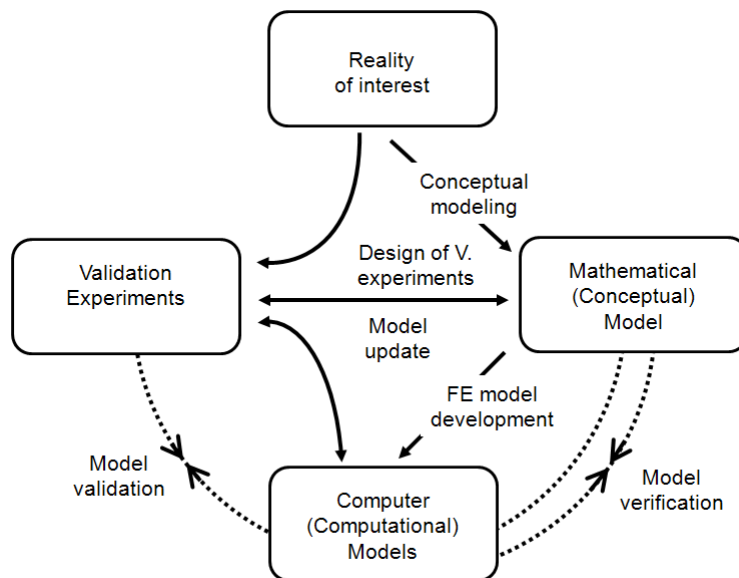 Reality
of interest
Conceptual
modeling
Validation
Experiments
Design of V.
experiments
Mathematical
(Conceptual)
Model
Model
update
FE model
development
Model
validation
Computer
(Computational)
Models
Model
verification